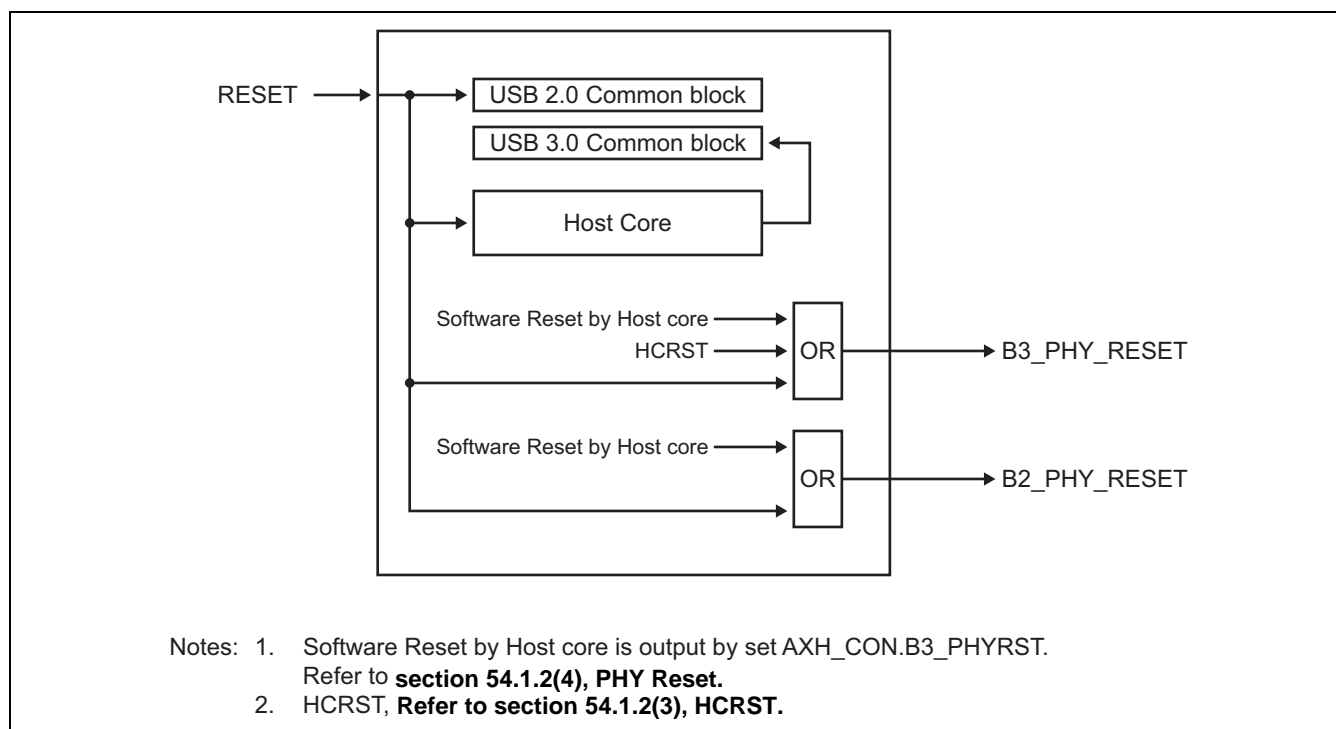 RESET
USB 2.0 Common block
USB 3.0 Common block
Host Core
Software Reset by Host core
HCRST
OR
B3_PHY_RESET
Software Reset by Host core
OR
B2_PHY_RESET
Notes: 1. Software Reset by Host core is output by set AXH_CON.B3_PHYRST.
Refer to section 54.1.2(4), PHY Reset.
2. HCRST, Refer to section 54.1.2(3), HCRST.